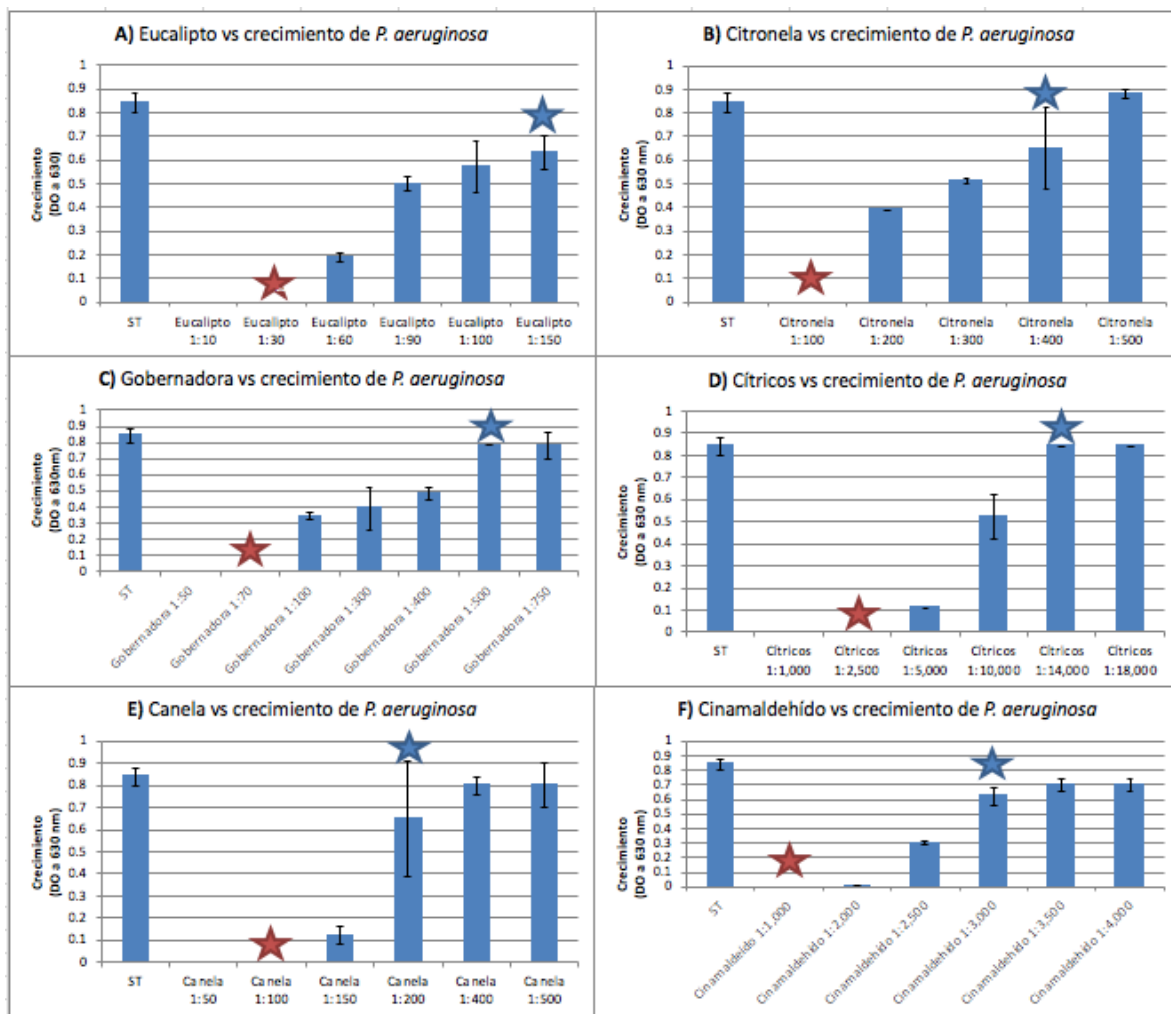 A) Eucalipto vs crecimiento de P. aeruginosa
Crecimiento
(DO a 630)
1
0.9
0.8
0.7
0.6
0.5
0.4
0.3
0.2
0.1
0
ST
Eucalipto 1:10
Eucalipto 1:30
Eucalipto 1:60
Eucalipto 1:90
Eucalipto 1:100
Eucalipto 1:150
B) Citronela vs crecimiento de P. aeruginosa
Crecimiento
(DO a 630 nm)
1
0.9
0.8
0.7
0.6
0.5
0.4
0.3
0.2
0.1
0
ST
Citronela 1:100
Citronela 1:200
Citronela 1:300
Citronela 1:400
Citronela 1:500
C) Gobernadora vs crecimiento de P. aeruginosa
Crecimiento
(DO a 630nm)
1
0.9
0.8
0.7
0.6
0.5
0.4
0.3
0.2
0.1
0
ST
Gobernadora 1:50
Gobernadora 1:70
Gobernadora 1:100
Gobernadora 1:300
Gobernadora 1:400
Gobernadora 1:500
Gobernadora 1:750
D) Cítricos vs crecimiento de P. aeruginosa
Crecimiento
(DO a 630 nm)
1
0.9
0.8
0.7
0.6
0.5
0.4
0.3
0.2
0.1
0
ST
Cítricos 1:1,000
Cítricos 1:2,500
Cítricos 1:5,000
Cítricos 1:10,000
Cítricos 1:14,000
Cítricos 1:18,000
E) Canela vs crecimiento de P. aeruginosa
Crecimiento
(DO a 630 nm)
1
0.9
0.8
0.7
0.6
0.5
0.4
0.3
0.2
0.1
0
ST
Canela 1:50
Canela 1:100
Canela 1:150
Canela 1:200
Canela 1:400
Canela 1:500
F) Cinamaldehído vs crecimiento de P. aeruginosa
Crecimiento
(DO a 630 nm)
1
0.9
0.8
0.7
0.6
0.5
0.4
0.3
0.2
0.1
0
ST
Cinamaldeído 1:1,000
Cinamaldehído 1:2,000
Cinamaldehído 1:2,500
Cinamaldehído 1:3,000
Cinamaldehído 1:3,500
Cinamaldehído 1:4,000